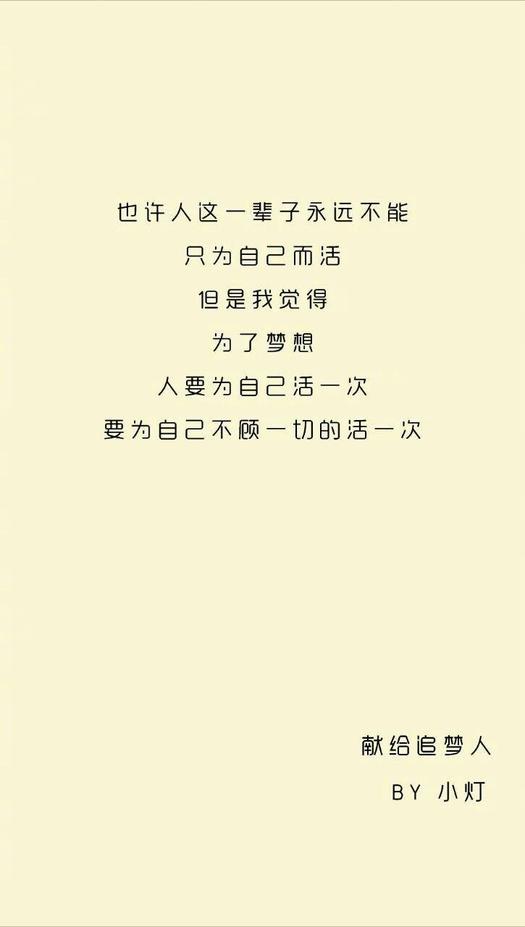 也许人这一辈子永远不能
只为自己而活
但是我觉得
为了梦想
人要为自己活一次
要为自己不顾一切的活一次
献给追梦人
BY 小灯